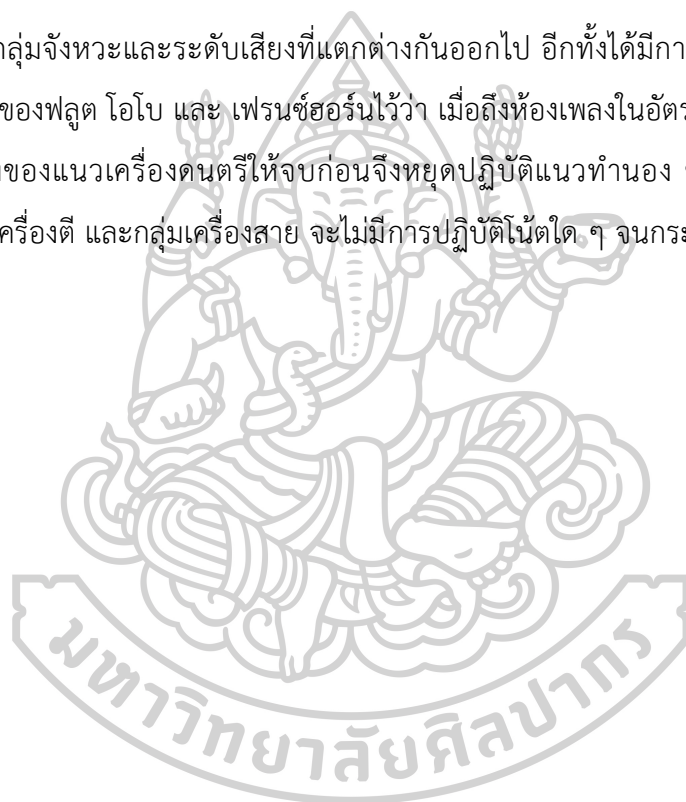 กลุ่มจังหวะและระดับเสียงที่แตกต่างกันออกไป อีกทั้งได้มีกา
ของฟลูต โอโบ และ เฟรนซ์ฮอร์นไว้ว่า เมื่อถึงห้องเพลงในอัตร
ของแนวเครื่องดนตรีให้จบก่อนจึงหยุดปฏิบัติแนวทำนอง
ครื่องตี และกลุ่มเครื่องสาย จะไม่มีการปฏิบัติโน้ตใด ๆ จนกระ
มหาวิทยาลัยศิลปากร